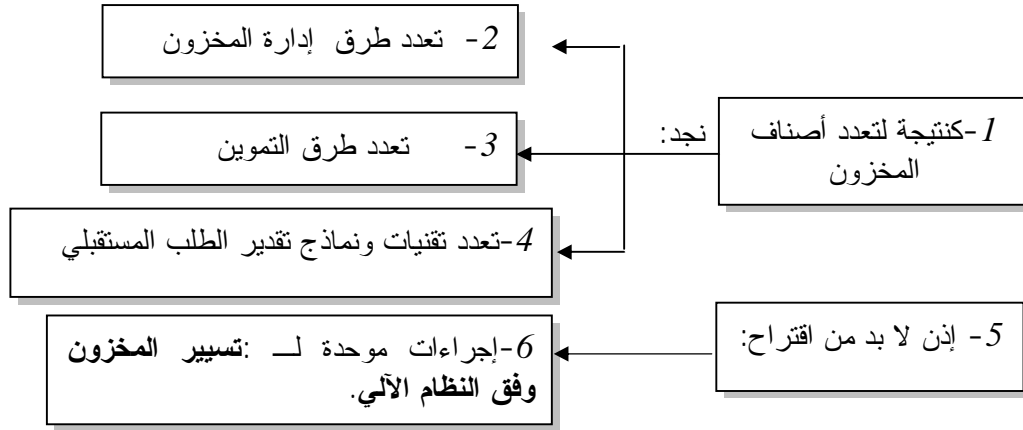 2- تعدد طرق إدارة المخزون
1-كنتيجة لتعدد أصناف
المخزون
نجد:
3- تعدد طرق التموين
4-تعدد تقنيات ونماذج تقدير الطلب المستقبلي
5- إذن لا بد من اقتراح:
6-إجراءات موحدة لـــ :تسيير المخزون
وفق النظام الآلي.